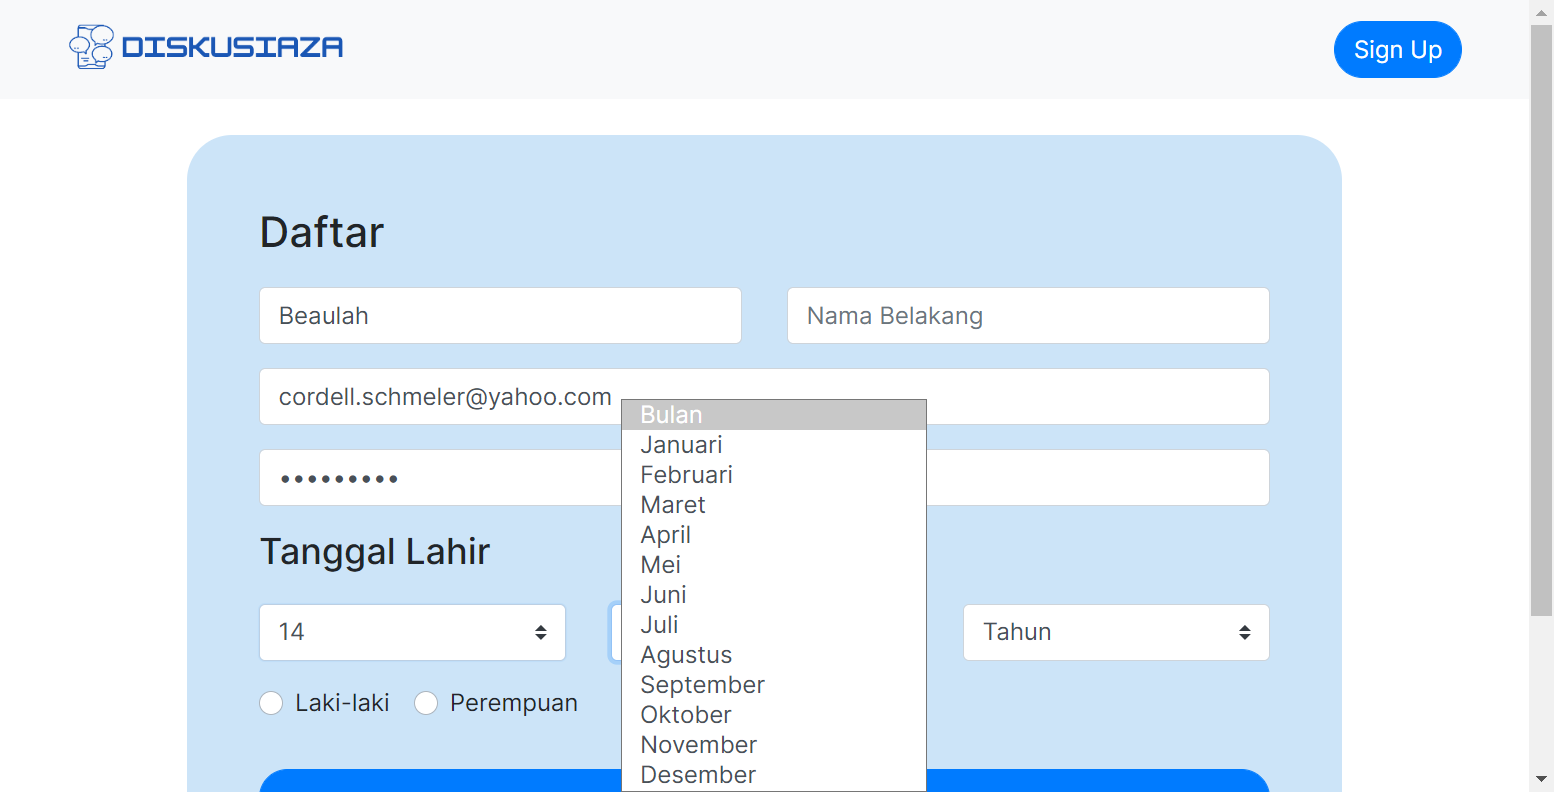 DISKUSIAZA
Sign Up
Daftar
Beaulah
Nama Belakang
cordell.schmeler@yahoo.com
•••••••••
Tanggal Lahir
14
Bulan
Januari
Februari
Maret
April
Mei
Juni
Juli
Agustus
September
Oktober
November
Desember
Tahun
Laki-laki
Perempuan